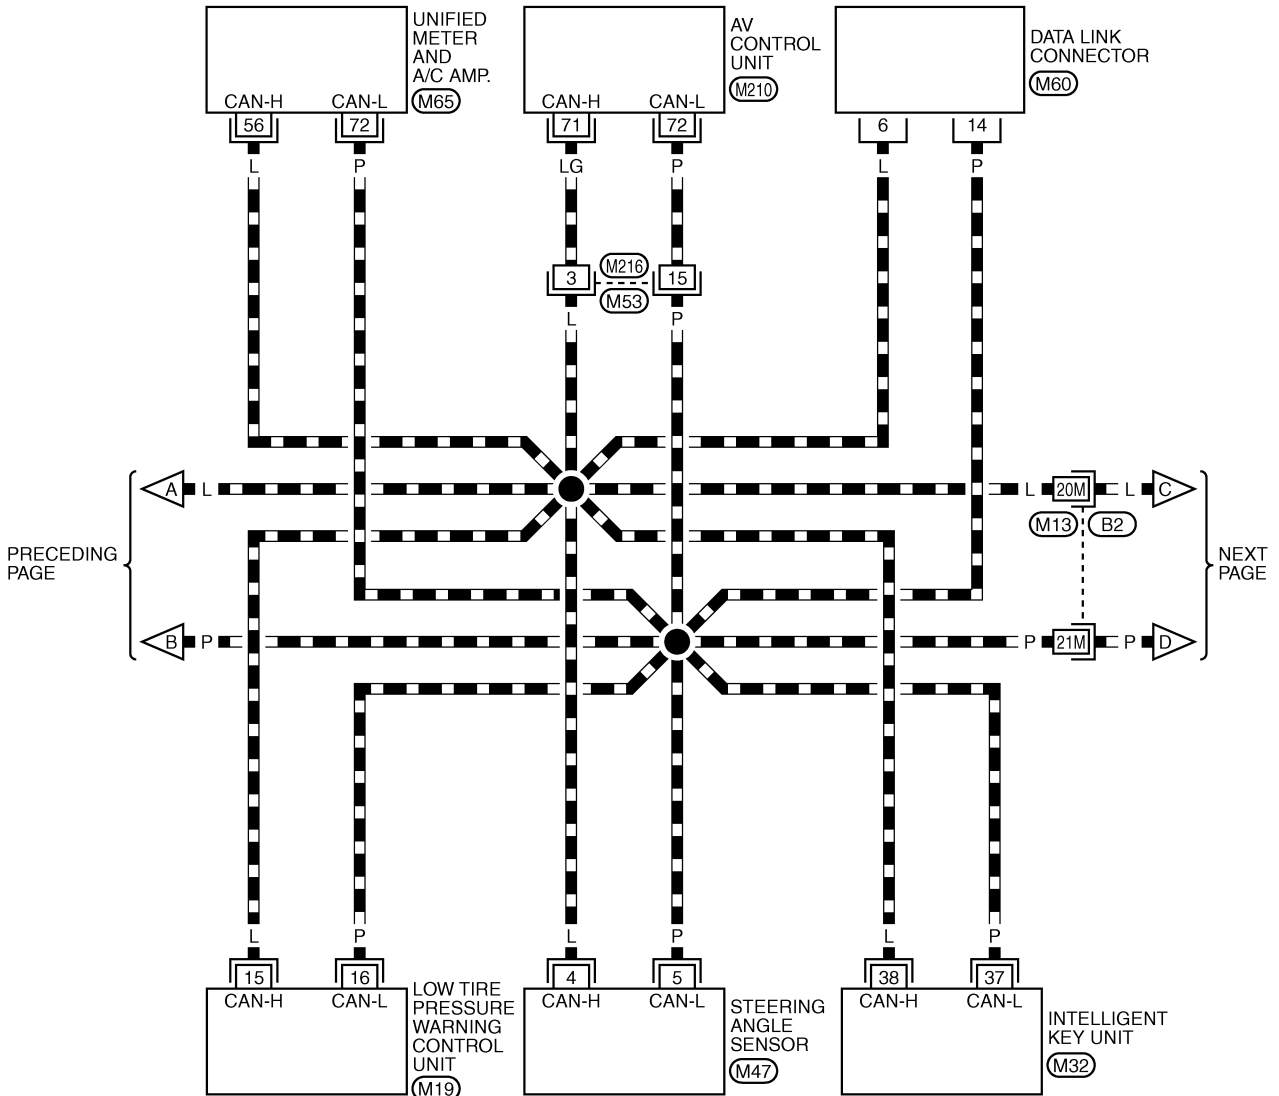 UNIFIED
METER
AND
A/C AMP.
M65
CAN-H CAN-L
56 72
L P
AV
CONTROL
UNIT
M210
CAN-H CAN-L
71 72
LG P
DATA LINK
CONNECTOR
M60
6 14
L P
3 M216 15
M53
L P
A L
L 20M L C
M13 B2
PRECEDING
PAGE
NEXT
PAGE
B P
P 21M P D
L P
15 16
CAN-H CAN-L
LOW TIRE
PRESSURE
WARNING
CONTROL
UNIT
M19
L P
4 5
CAN-H CAN-L
STEERING
ANGLE
SENSOR
M47
L P
38 37
CAN-H CAN-L
INTELLIGENT
KEY UNIT
M32